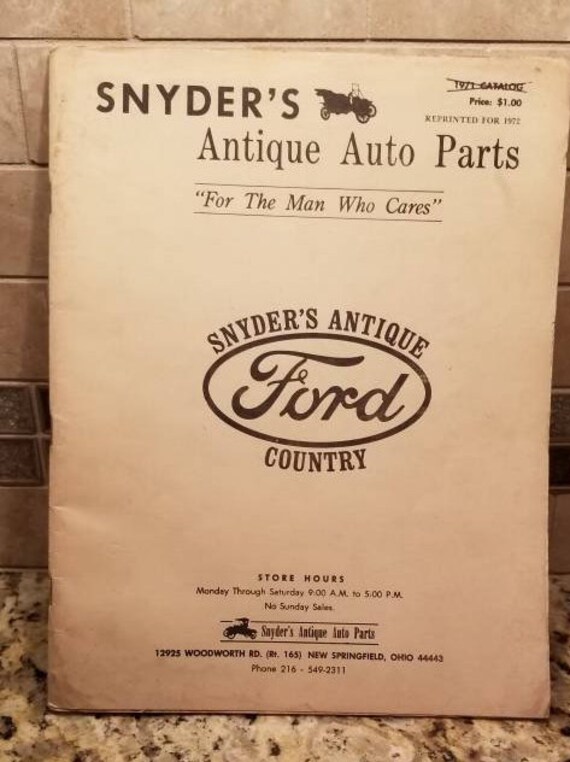 SNYDER'S
1971 CATALOG
Price: $1.00
REPRINTED FOR 1972
Antique Auto Parts
"For The Man Who Cares"
SNYDER'S ANTIQUE
Ford
COUNTRY
STORE HOURS
Monday Through Saturday 9:00 A.M. to 5:00 P.M.
No Sunday Sales.
Snyder's Antique Auto Parts
12925 WOODWORTH RD. (Rt. 165) NEW SPRINGFIELD, OHIO 44443
Phone 216 - 549-2311